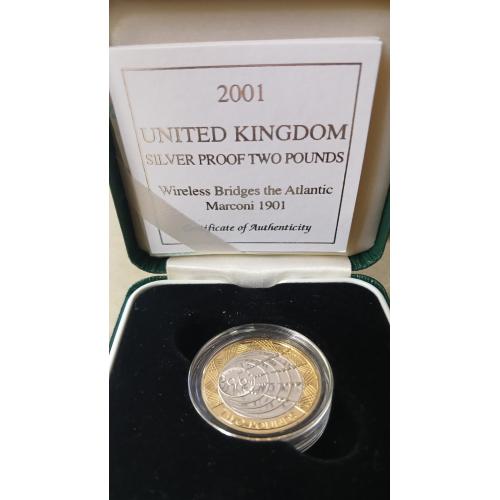 2001
UNITED KINGDOM
SILVER PROOF TWO POUNDS
Wireless Bridges the Atlantic
Marconi 1901
Certificate of Authenticity
TWO POUNDS